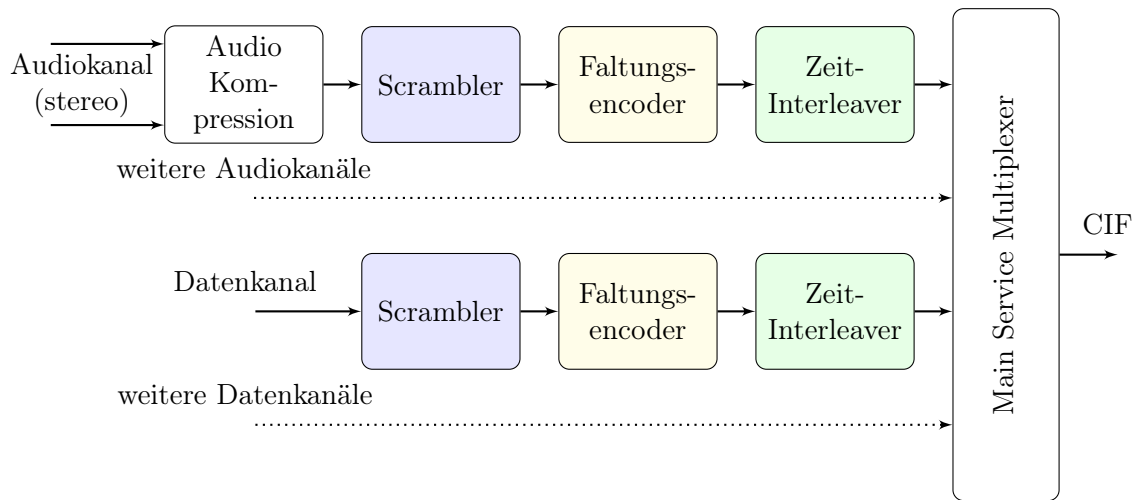 Audiokanal
(stereo)
Audio
Kom-
pression
Scrambler
Faltungs-
encoder
Zeit-
Interleaver
weitere Audiokanäle
Datenkanal
Scrambler
Faltungs-
encoder
Zeit-
Interleaver
weitere Datenkanäle
Main Service Multiplexer
CIF